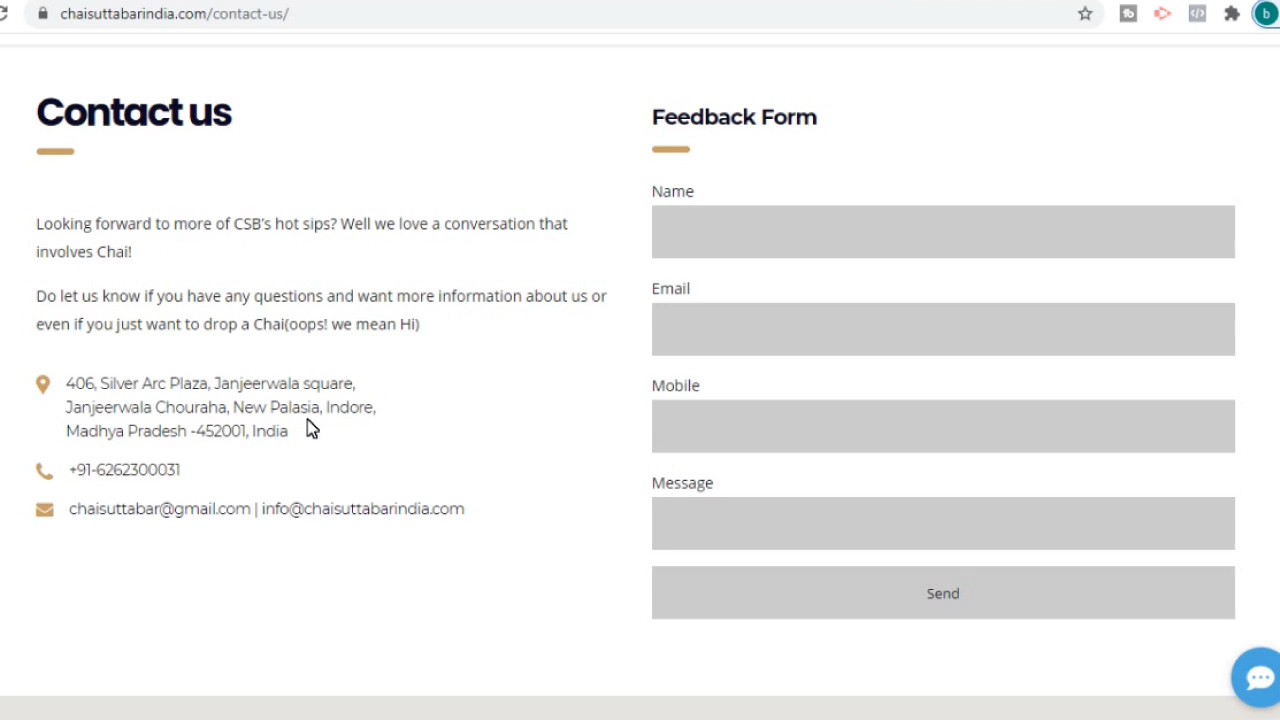 chaisuttabarindia.com/contact-us/
b
Contact us
Looking forward to more of CSB's hot sips? Well we love a conversation that
involves Chai!
Do let us know if you have any questions and want more information about us or
even if you just want to drop a Chai(oops! we mean Hi)
406, Silver Arc Plaza, Janjeerwala square,
Janjeerwala Chouraha, New Palasia, Indore,
Madhya Pradesh -452001, India
+91-6262300031
chaisuttabar@gmail.com | info@chaisuttabarindia.com
Feedback Form
Name
Email
Mobile
Message
Send